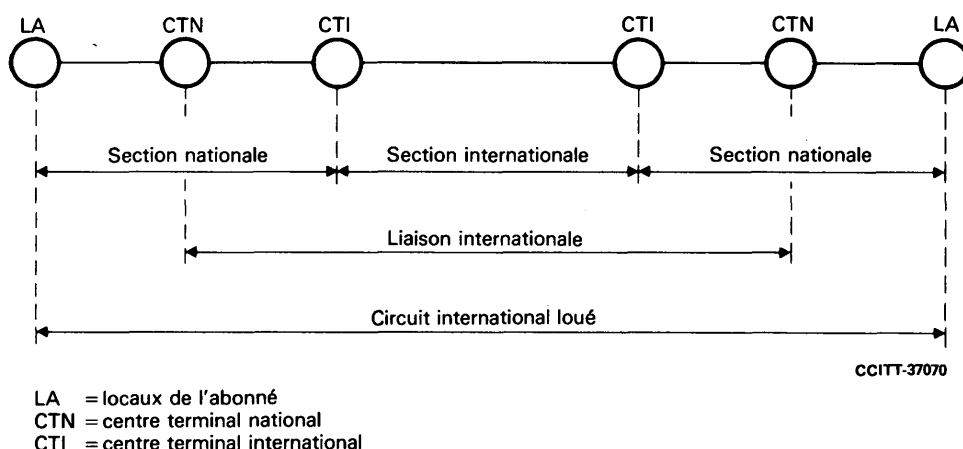 LA CTN CTI CTI CTN LA
Section nationale Section internationale Section nationale
Liaison internationale
Circuit international loué
CCITT-37070
LA = locaux de l'abonné
CTN = centre terminal national
CTI = centre terminal international